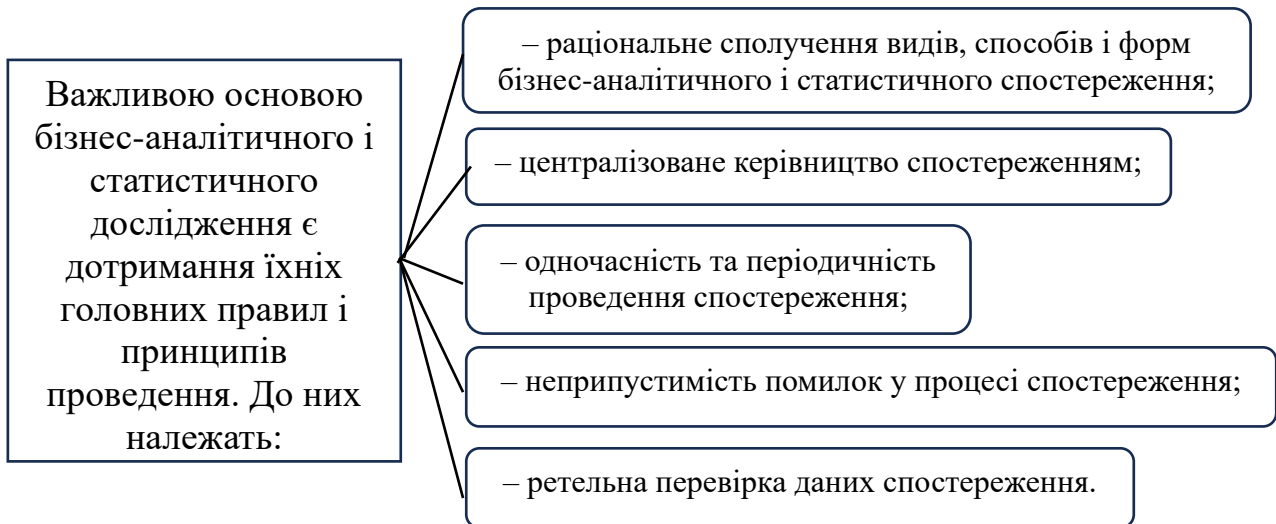 Важливою основою
бізнес-аналітичного і
статистичного
дослідження є
дотримання їхніх
головних правил і
принципів
проведення. До них
належать:
– раціональне сполучення видів, способів і форм
бізнес-аналітичного і статистичного спостереження;
– централізоване керівництво спостереженням;
– одночасність та періодичність
проведення спостереження;
– неприпустимість помилок у процесі спостереження;
– ретельна перевірка даних спостереження.